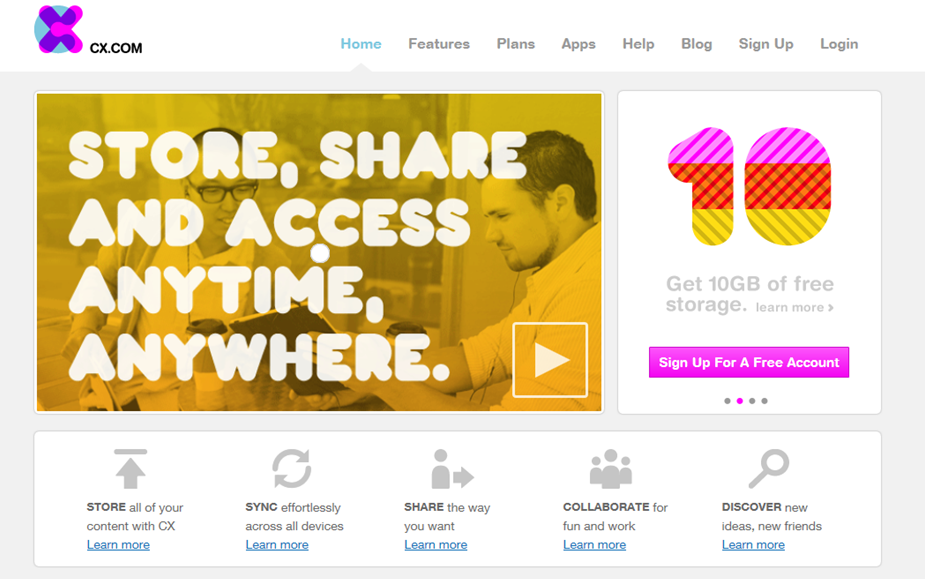 CX.COM
Home Features Plans Apps Help Blog Sign Up Login
STORE, SHARE
AND ACCESS
ANYTIME,
ANYWHERE.
10
Get 10GB of free
storage. learn more >
Sign Up For A Free Account
STORE all of your
content with CX
Learn more
SYNC effortlessly
across all devices
Learn more
SHARE the way
you want
Learn more
COLLABORATE for
fun and work
Learn more
DISCOVER new
ideas, new friends
Learn more